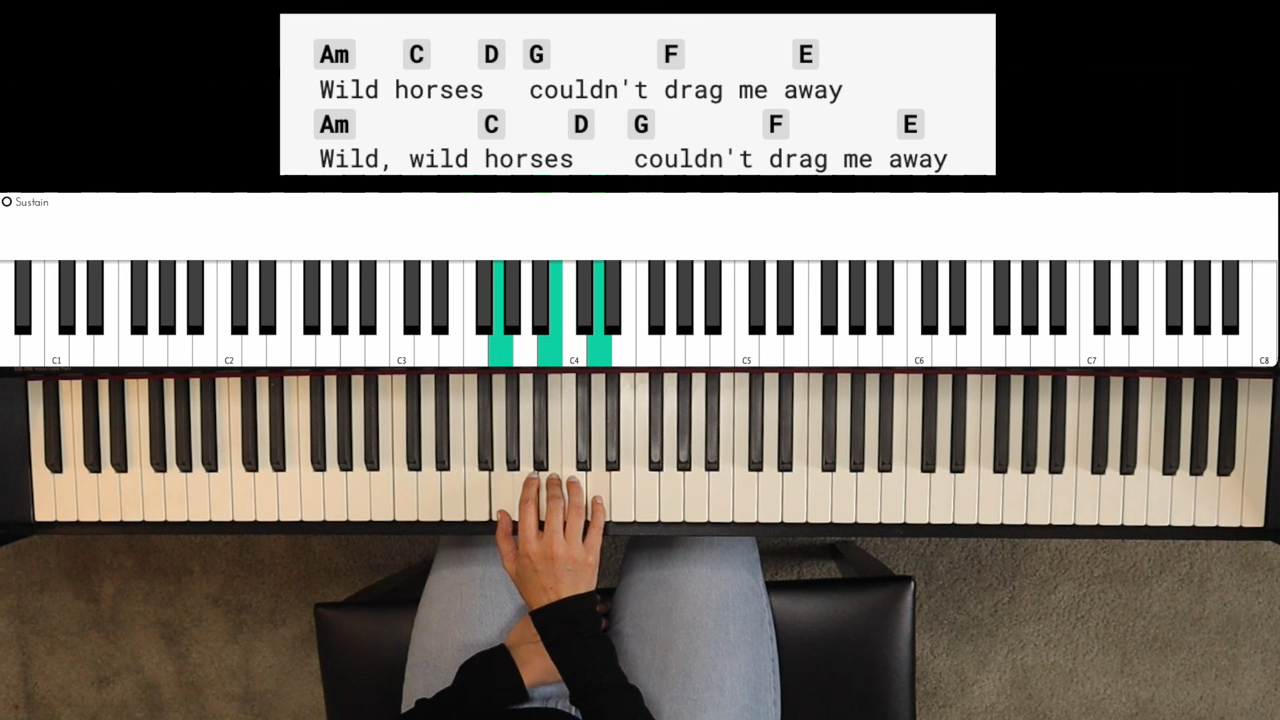 Am C D G F E
Wild horses couldn't drag me away
Am C D G F E
Wild, wild horses couldn't drag me away
Sustain
C1 C2 C3 C4 C5 C6 C7 C8